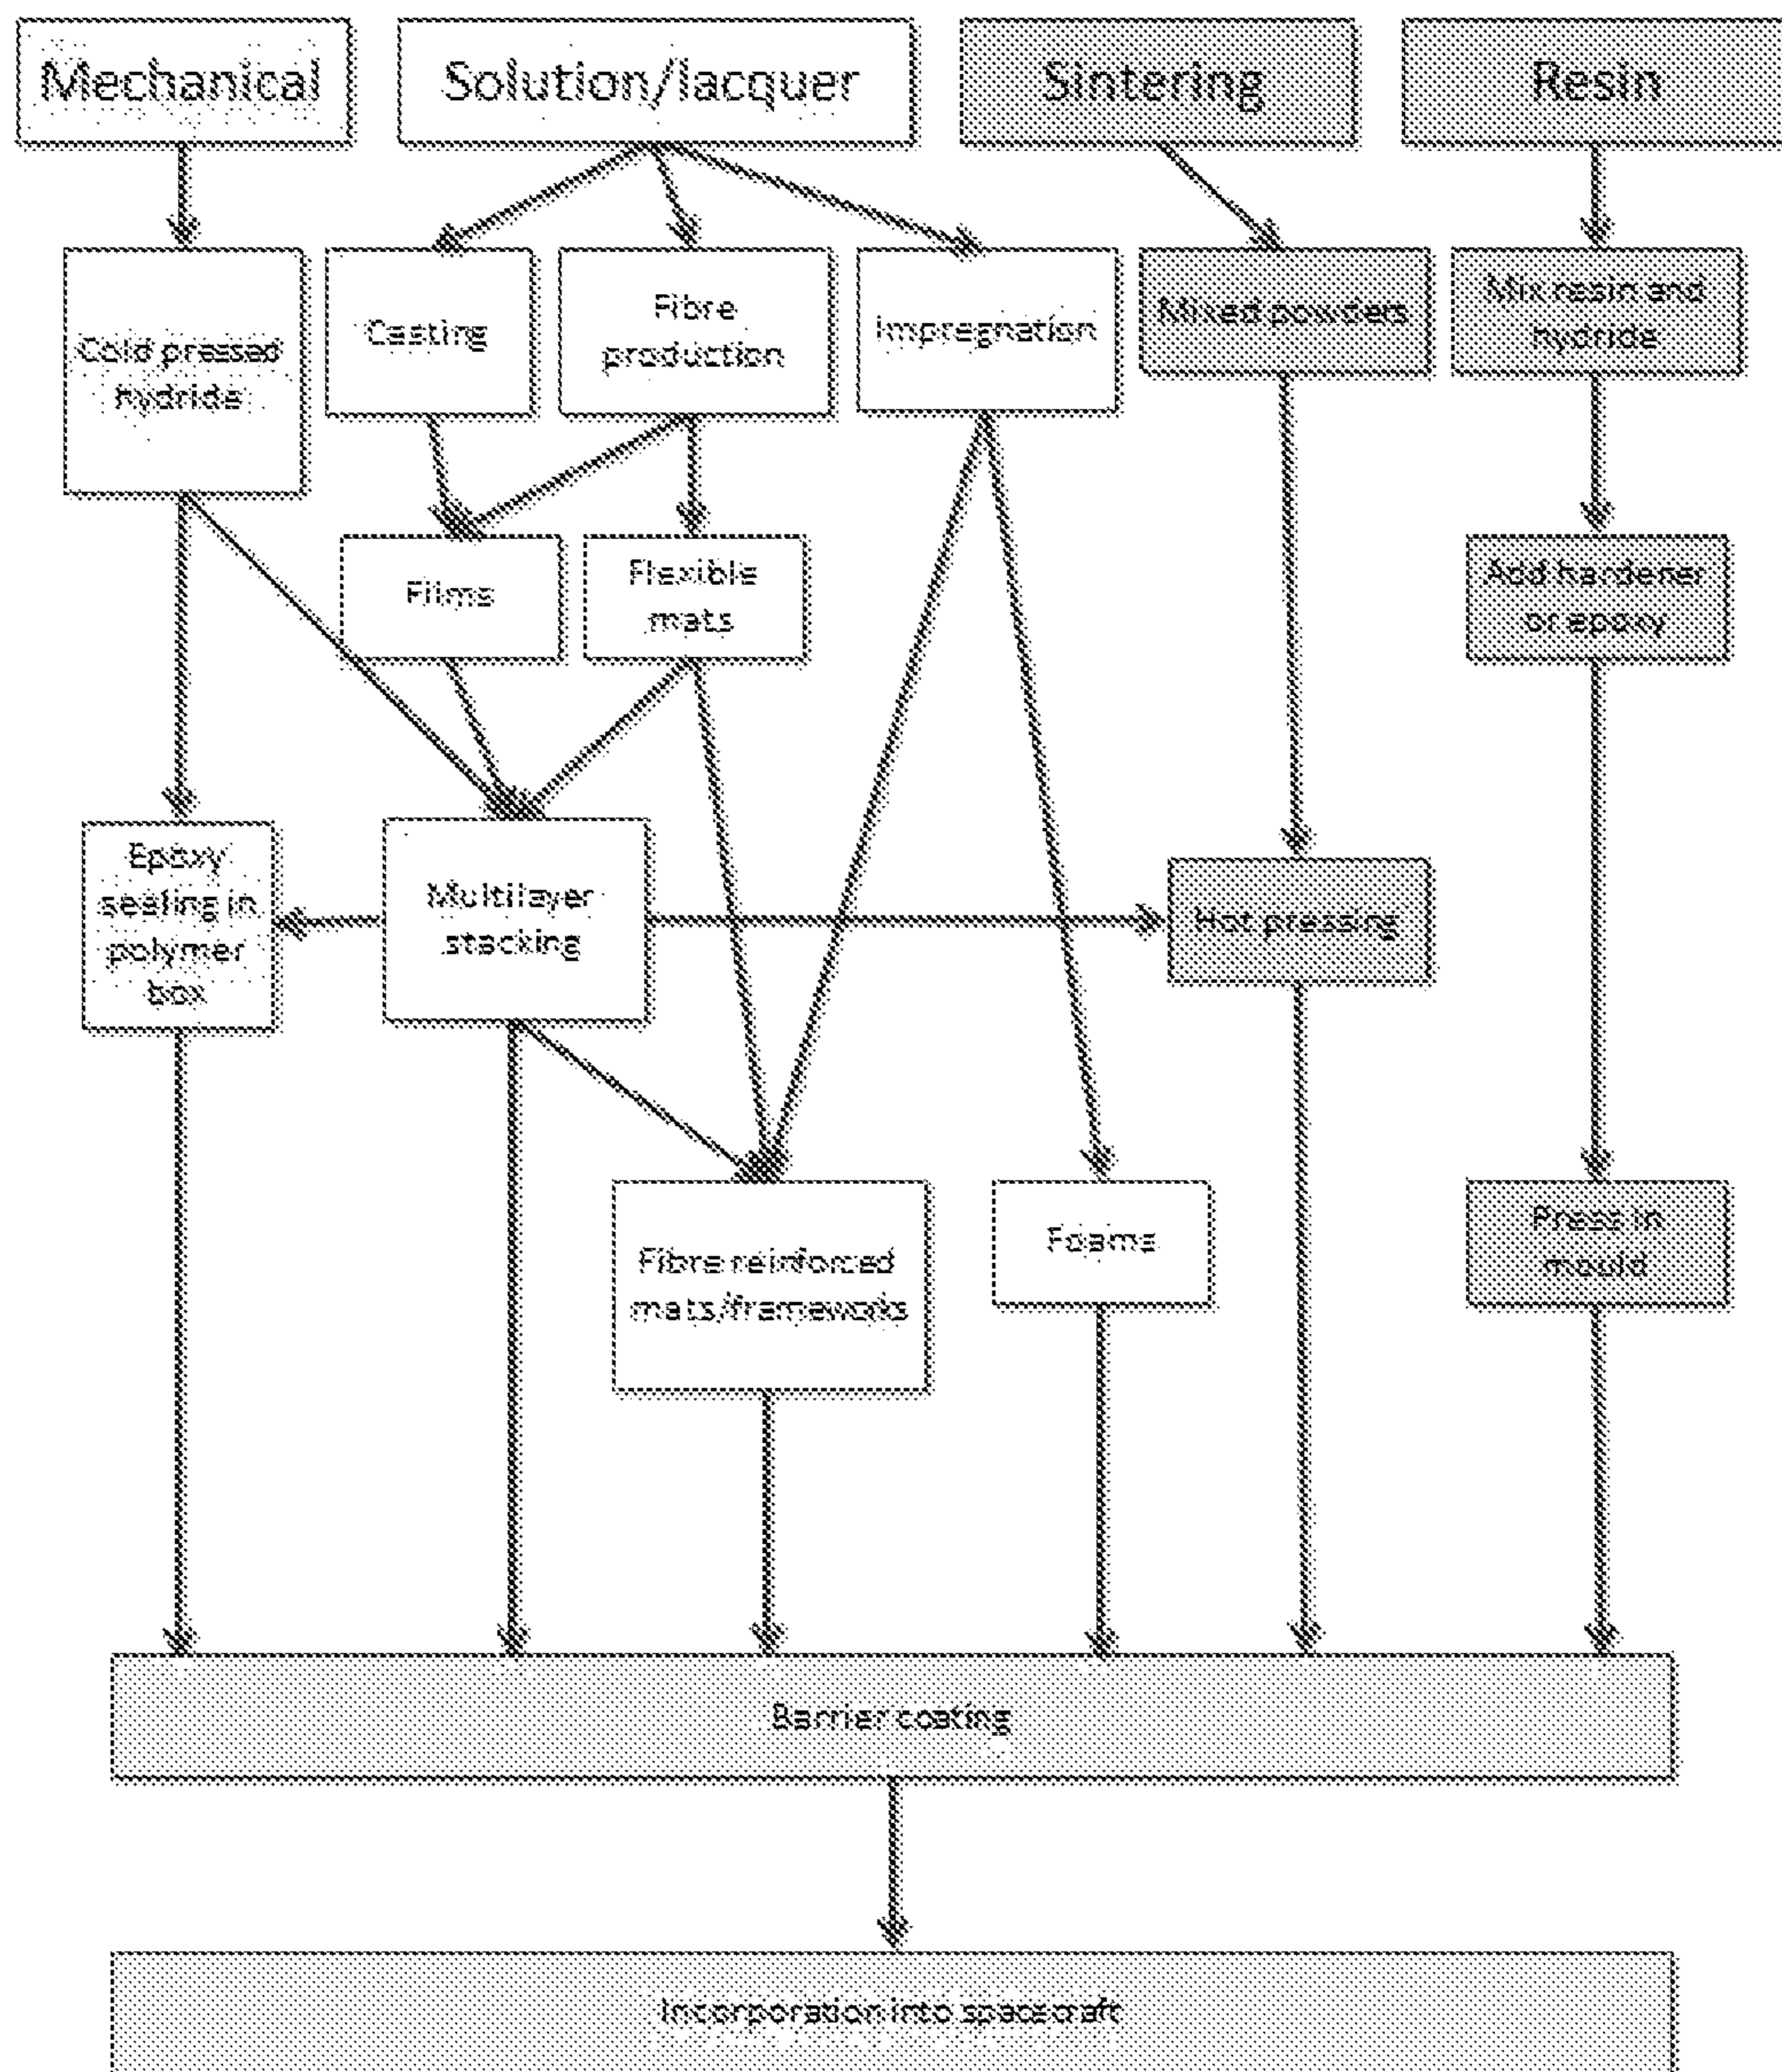 Mechanical
Solution/lacquer
Sintering
Resin
Cold pressed
hydride
Casting
Fibre
production
Impregnation
Mixed powders
Mix resin and
hydride
Films
Flexible
mats
Add hardener
or epoxy
Epoxy
sealing in
polymer
box
Multilayer
stacking
Hot pressing
Fibre reinforced
mats/frameworks
Foams
Press in
mould
Barrier coating
Incorporation into spacecraft